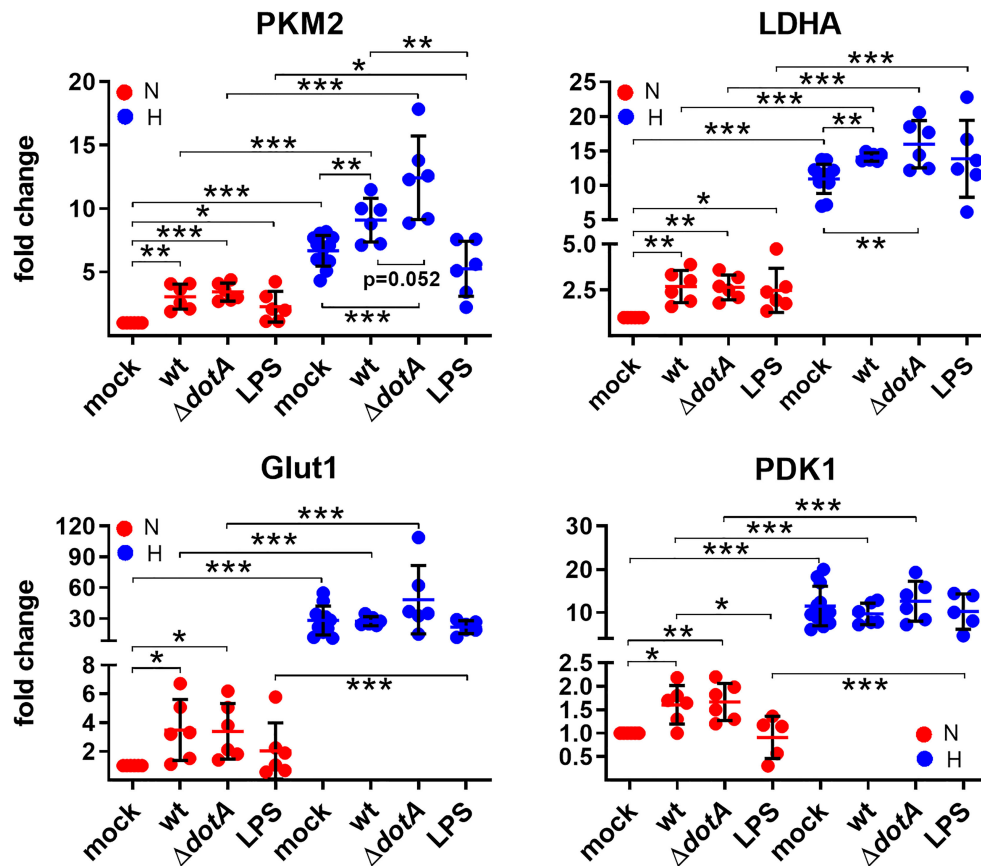 PKM2
fold change
20
15
10
5
N
H
**
*
***
***
**
***
*
***
**
p=0.052
***
mock
wt
ΔdotA
LPS
mock
wt
ΔdotA
LPS
LDHA
25
20
15
10
5
5.0
2.5
N
H
***
***
***
***
**
*
**
**
**
mock
wt
ΔdotA
LPS
mock
wt
ΔdotA
LPS
Glut1
fold change
120
90
60
30
8
6
4
2
N
H
***
***
***
*
*
***
mock
wt
ΔdotA
LPS
mock
wt
ΔdotA
LPS
PDK1
30
20
10
2.5
2.0
1.5
1.0
0.5
***
***
***
*
**
*
***
N
H
mock
wt
ΔdotA
LPS
mock
wt
ΔdotA
LPS